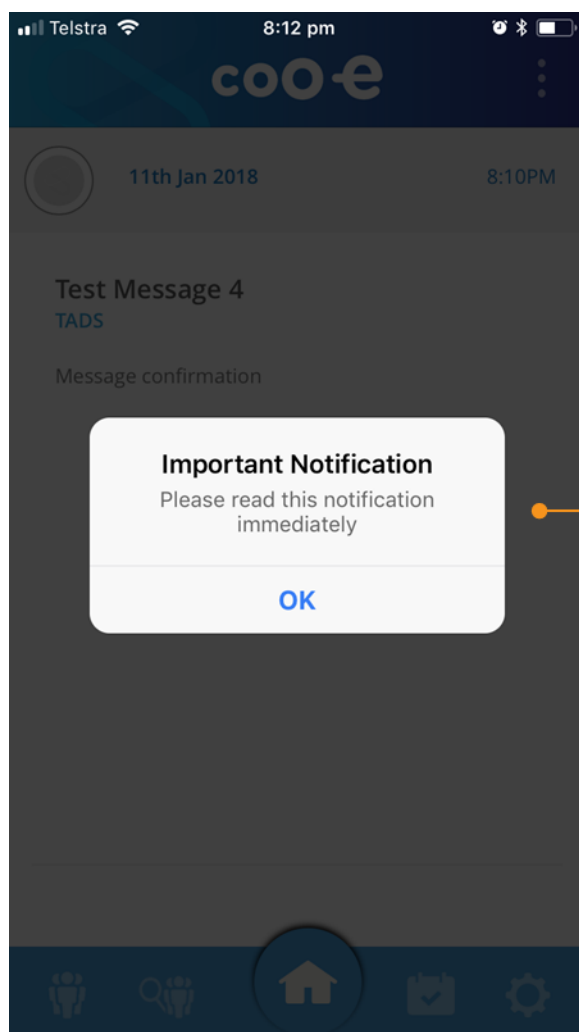 Telstra 8:12 pm
coo-e
11th Jan 2018 8:10PM
Test Message 4
TADS
Message confirmation
Important Notification
Please read this notification
immediately
OK